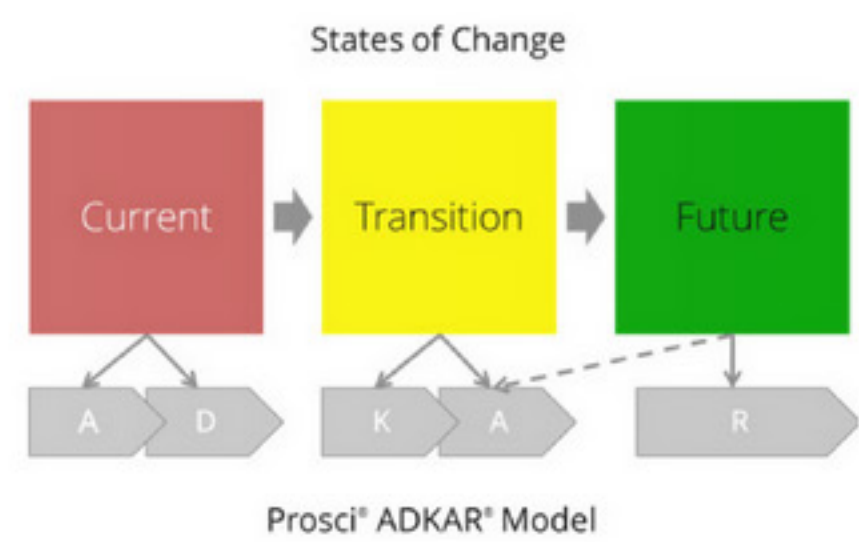 States of Change
Current
Transition
Future
A
D
K
A
R
Prosci® ADKAR® Model